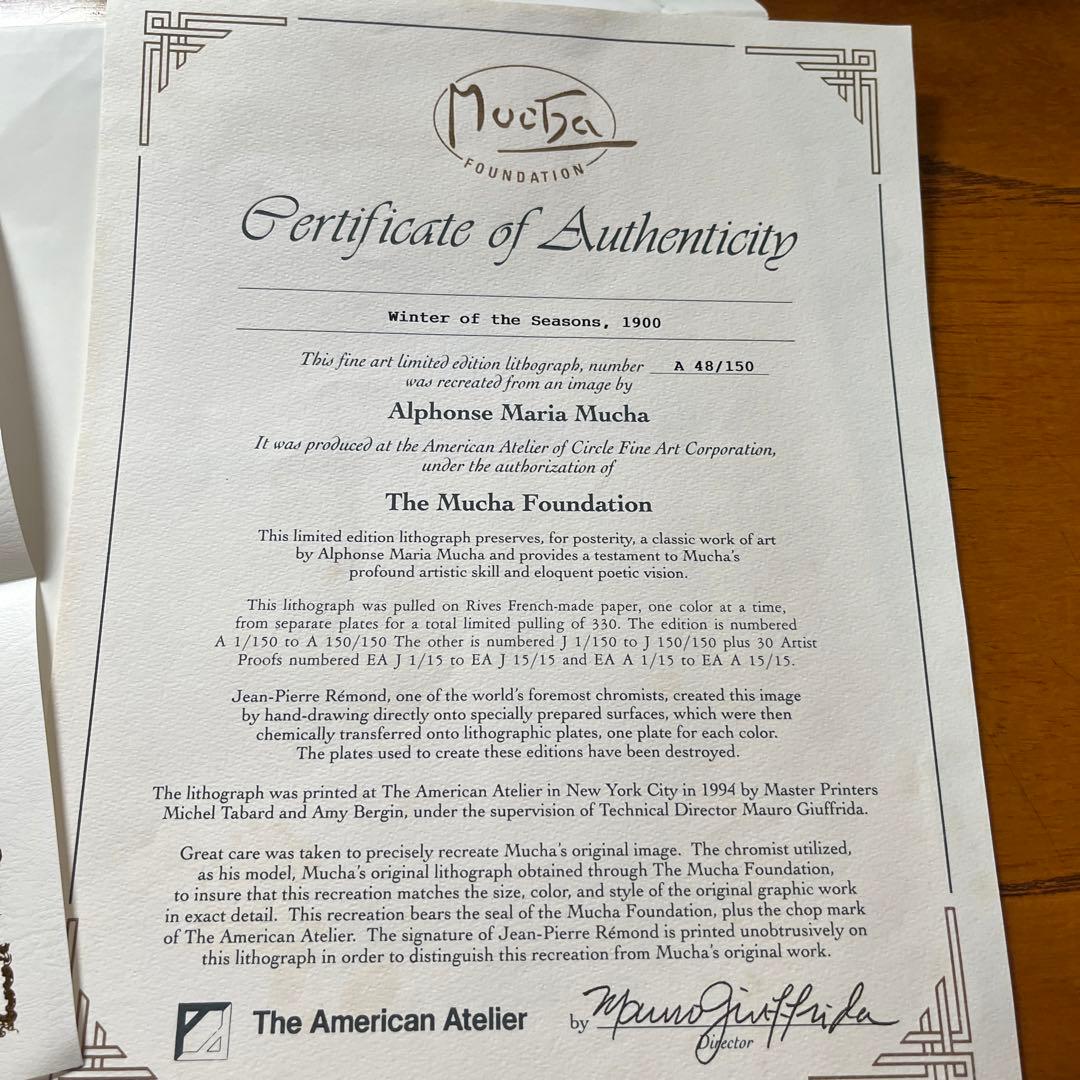 Mucha
FOUNDATION
Certificate of Authenticity
Winter of the Seasons, 1900
This fine art limited edition lithograph, number A 48/150
was recreated from an image by
Alphonse Maria Mucha
It was produced at the American Atelier of Circle Fine Art Corporation,
under the authorization of
The Mucha Foundation
This limited edition lithograph preserves, for posterity, a classic work of art
by Alphonse Maria Mucha and provides a testament to Mucha's
profound artistic skill and eloquent poetic vision.
This lithograph was pulled on Rives French-made paper, one color at a time,
from separate plates for a total limited pulling of 330. The edition is numbered
A 1/150 to A 150/150 The other is numbered J 1/150 to J 150/150 plus 30 Artist
Proofs numbered EA J 1/15 to EA J 15/15 and EA A 1/15 to EA A 15/15.
Jean-Pierre Rémond, one of the world's foremost chromists, created this image
by hand-drawing directly onto specially prepared surfaces, which were then
chemically transferred onto lithographic plates, one plate for each color.
The plates used to create these editions have been destroyed.
The lithograph was printed at The American Atelier in New York City in 1994 by Master Printers
Michel Tabard and Amy Bergin, under the supervision of Technical Director Mauro Giuffrida.
Great care was taken to precisely recreate Mucha's original image. The chromist utilized,
as his model, Mucha's original lithograph obtained through The Mucha Foundation,
to insure that this recreation matches the size, color, and style of the original graphic work
in exact detail. This recreation bears the seal of the Mucha Foundation, plus the chop mark
of The American Atelier. The signature of Jean-Pierre Rémond is printed unobtrusively on
this lithograph in order to distinguish this recreation from Mucha's original work.
The American Atelier by Mauro Giuffrida
Director